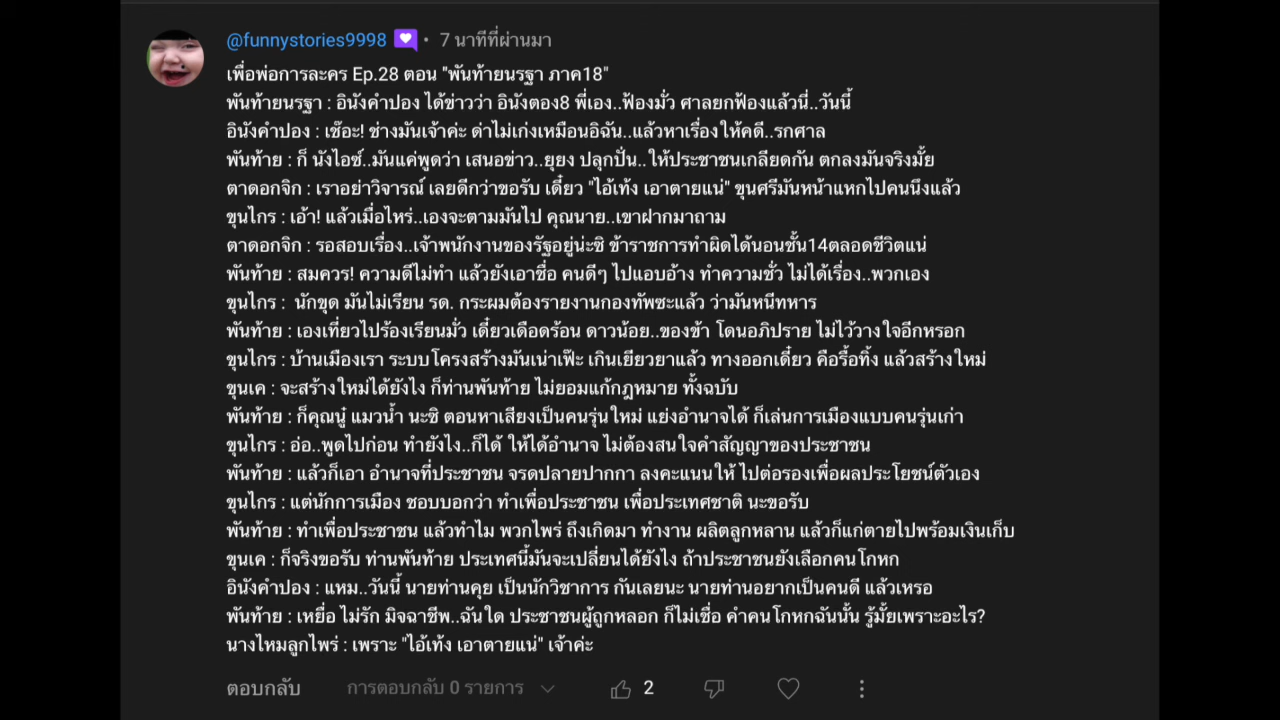 @funnystories9998 • 7 นาทีที่ผ่านมา
เพื่อพ่อการละคร Ep.28 ตอน "พันท้ายนรฐา ภาค18"
พันท้ายนรฐา : อินังคำปอง ได้ข่าวว่า อินังตอง8 พี่เอง..ฟ้องมั่ว ศาลยกฟ้องแล้วนี่..วันนี้
อินังคำปอง : เช๊อะ! ช่างมันเจ้าค่ะ ด่าไม่เก่งเหมือนอิฉัน..แล้วหาเรื่องให้คดี..รกศาล
พันท้าย : ก็ นังไอซ์..มันแค่พูดว่า เสนอข่าว..ยุยง ปลุกปั่น..ให้ประชาชนเกลียดกัน ตกลงมันจริงมั้ย
ตาดอกจิก : เราอย่าวิจารณ์ เลยดีกว่าขอรับ เดี๋ยว "ไอ้เท้ง เอาตายแน่" ขุนศรีมันหน้าแหกไปคนนึงแล้ว
ขุนไกร : เอ้า! แล้วเมื่อไหร่..เองจะตามมันไป คุณนาย..เขาฝากมาถาม
ตาดอกจิก : รอสอบเรื่อง..เจ้าพนักงานของรัฐอยู่น่ะซิ ข้าราชการทำผิดได้นอนชั้น14ตลอดชีวิตแน่
พันท้าย : สมควร! ความดีไม่ทำ แล้วยังเอาชื่อ คนดีๆ ไปแอบอ้าง ทำความชั่ว ไม่ได้เรื่อง..พวกเอง
ขุนไกร : นักขุด มันไม่เรียน รด. กระผมต้องรายงานกองทัพซะแล้ว ว่ามันหนีทหาร
พันท้าย : เองเที่ยวไปร้องเรียนมั่ว เดี๋ยวเดือดร้อน ดาวน้อย..ของข้า โดนอภิปราย ไม่ไว้วางใจอีกหรอก
ขุนไกร : บ้านเมืองเรา ระบบโครงสร้างมันเน่าเฟ๊ะ เกินเยียวยาแล้ว ทางออกเดี๋ยว คือรื้อทิ้ง แล้วสร้างใหม่
ขุนเค : จะสร้างใหม่ได้ยังไง ก็ท่านพันท้าย ไม่ยอมแก้กฎหมาย ทั้งฉบับ
พันท้าย : ก็คุณนู๋ แมวน้ำ นะซิ ตอนหาเสียงเป็นคนรุ่นใหม่ แย่งอำนาจได้ ก็เล่นการเมืองแบบคนรุ่นเก่า
ขุนไกร : อ่อ..พูดไปก่อน ทำยังไง..ก็ได้ ให้ได้อำนาจ ไม่ต้องสนใจคำสัญญาของประชาชน
พันท้าย : แล้วก็เอา อำนาจที่ประชาชน จรดปลายปากกา ลงคะแนนให้ ไปต่อรองเพื่อผลประโยชน์ตัวเอง
ขุนไกร : แต่นักการเมือง ชอบบอกว่า ทำเพื่อประชาชน เพื่อประเทศชาติ นะขอรับ
พันท้าย : ทำเพื่อประชาชน แล้วทำไม พวกไพร่ ถึงเกิดมา ทำงาน ผลิตลูกหลาน แล้วก็แก่ตายไปพร้อมเงินเก็บ
ขุนเค : ก็จริงขอรับ ท่านพันท้าย ประเทศนี้มันจะเปลี่ยนได้ยังไง ถ้าประชาชนยังเลือกคนโกหก
อินังคำปอง : แหม..วันนี้ นายท่านคุย เป็นนักวิชาการ กันเลยนะ นายท่านอยากเป็นคนดี แล้วเหรอ
พันท้าย : เหยื่อ ไม่รัก มิจฉาชีพ..ฉันใด ประชาชนผู้ถูกหลอก ก็ไม่เชื่อ คำคนโกหกฉันนั้น รู้มั้ยเพราะอะไร?
นางไหมลูกไพร่ : เพราะ "ไอ้เท้ง เอาตายแน่" เจ้าค่ะ
ตอบกลับ การตอบกลับ 0 รายการ 2